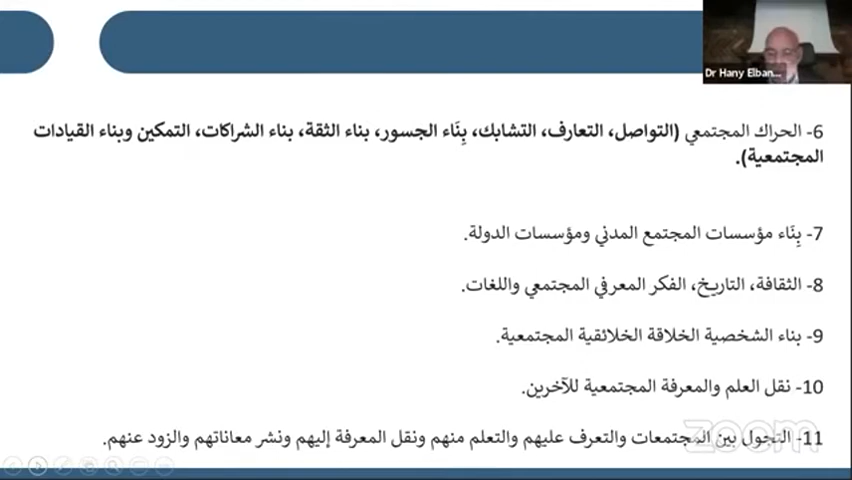 Dr Hany Elban...
6- الحراك المجتمعي (التواصل، التعارف، التشابك، بِنَاء الجسور، بناء الثقة، بناء الشراكات، التمكين وبناء القيادات
المجتمعية).
7- بِنَاء مؤسسات المجتمع المدني ومؤسسات الدولة.
8- الثقافة، التاريخ، الفكر المعرفي المجتمعي واللغات.
9- بناء الشخصية الخلاقة الخلائقية المجتمعية.
10- نقل العلم والمعرفة المجتمعية للآخرين.
11- التجول بين المجتمعات والتعرف عليهم والتعلم منهم ونقل المعرفة إليهم ونشر معاناتهم والزود عنهم.
zoom